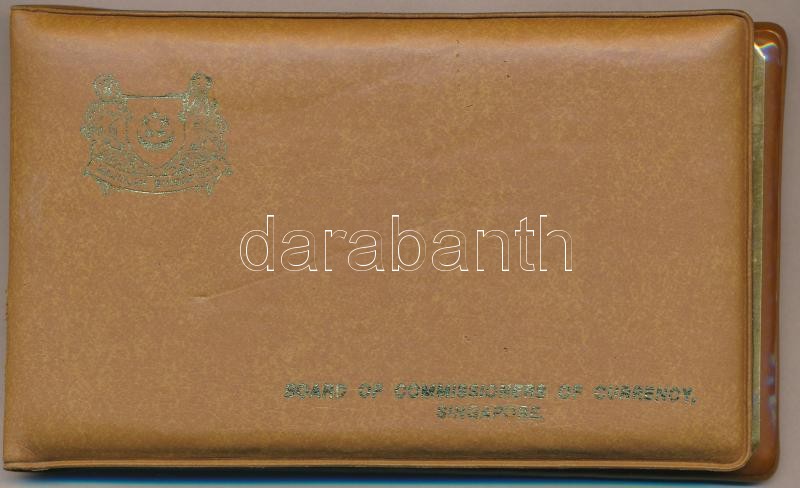 darabanth
BOARD OF COMMISSIONERS OF CURRENCY,
SINGAPORE.